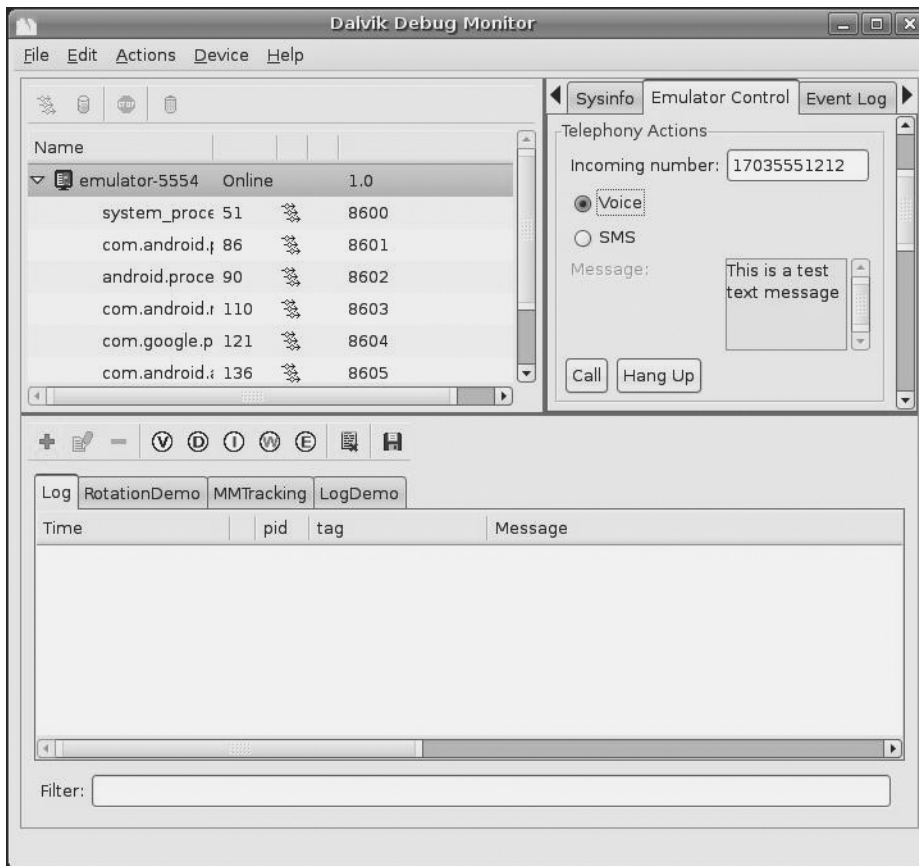 Dalvik Debug Monitor
File Edit Actions Device Help
Name
emulator-5554 Online 1.0
system_proce 51 8600
com.android.p 86 8601
android.proce 90 8602
com.android.r 110 8603
com.google.p 121 8604
com.android.a 136 8605
Sysinfo Emulator Control Event Log
Telephony Actions
Incoming number: 17035551212
Voice
SMS
Message: This is a test
text message
Call Hang Up
V D I W E
Log RotationDemo MMTracking LogDemo
Time pid tag Message
Filter: